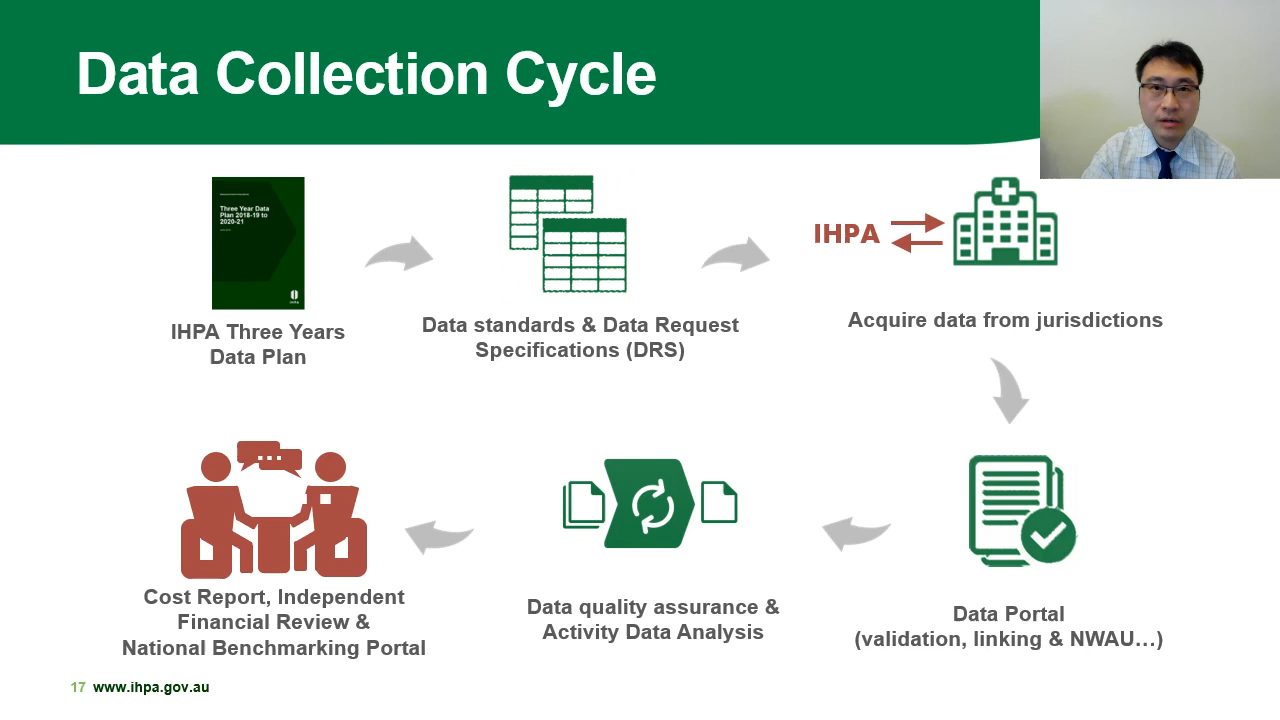 Data Collection Cycle
Three Year Data
Plan 2018-19 to
2020-21
IHPA Three Years
Data Plan
Data standards & Data Request
Specifications (DRS)
IHPA
Acquire data from jurisdictions
Cost Report, Independent
Financial Review &
National Benchmarking Portal
Data quality assurance &
Activity Data Analysis
Data Portal
(validation, linking & NWAU…)
17 www.ihpa.gov.au